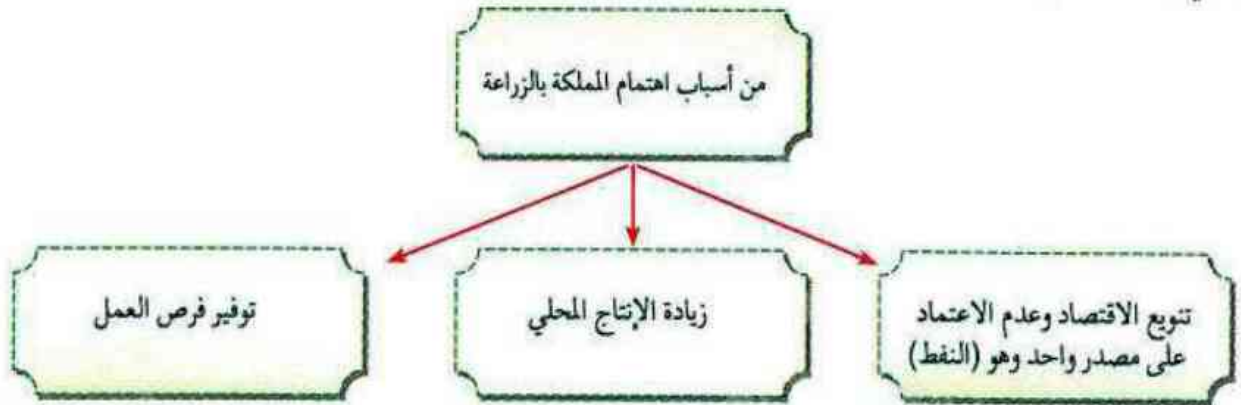 من أسباب اهتمام المملكة بالزراعة
تنويع الاقتصاد وعدم الاعتماد
على مصدر واحد وهو (النفط)
زيادة الإنتاج المحلي
توفير فرص العمل